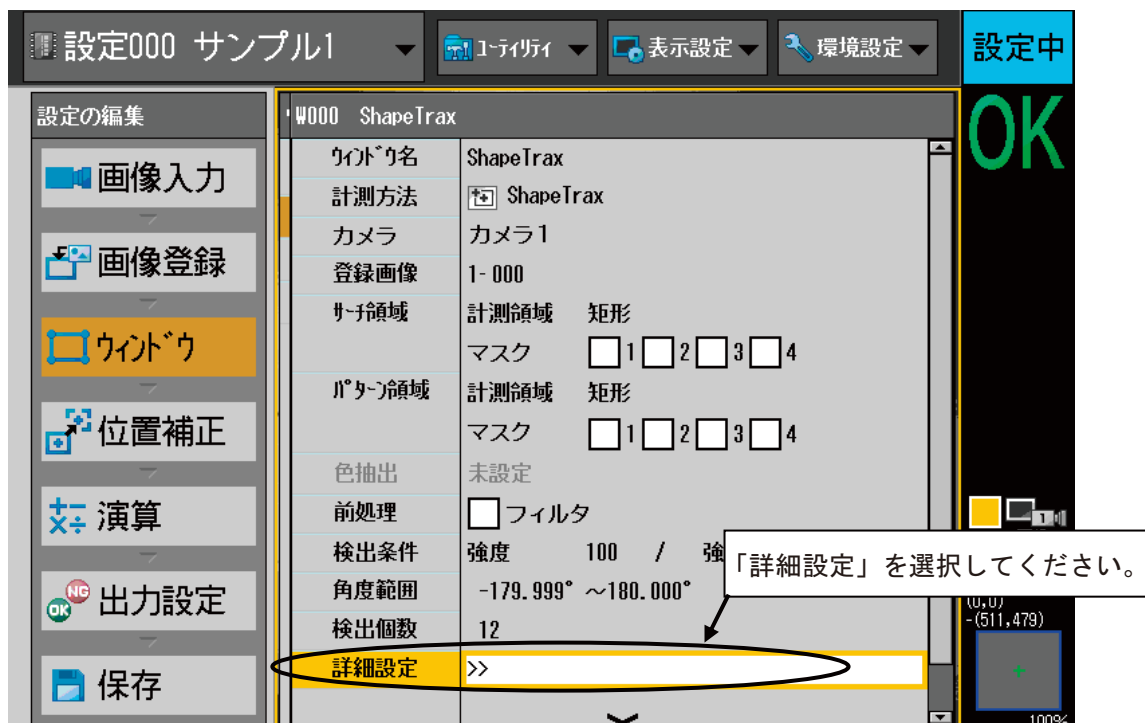 設定000 サンプル1
ユーティリティ
表示設定
環境設定
設定中
設定の編集
画像入力
画像登録
ウィンドウ
位置補正
演算
出力設定
保存
W000 ShapeTrax
ウィンドウ名 ShapeTrax
計測方法 ShapeTrax
カメラ カメラ1
登録画像 1-000
サーチ領域 計測領域 矩形
マスク 1 2 3 4
パターン領域 計測領域 矩形
マスク 1 2 3 4
色抽出 未設定
前処理 フィルタ
検出条件 強度 100 / 強
角度範囲 -179.999° ～180.000°
検出個数 12
詳細設定 >>
OK
1
「詳細設定」を選択してください。
(0,0)
-(511,479)
100%